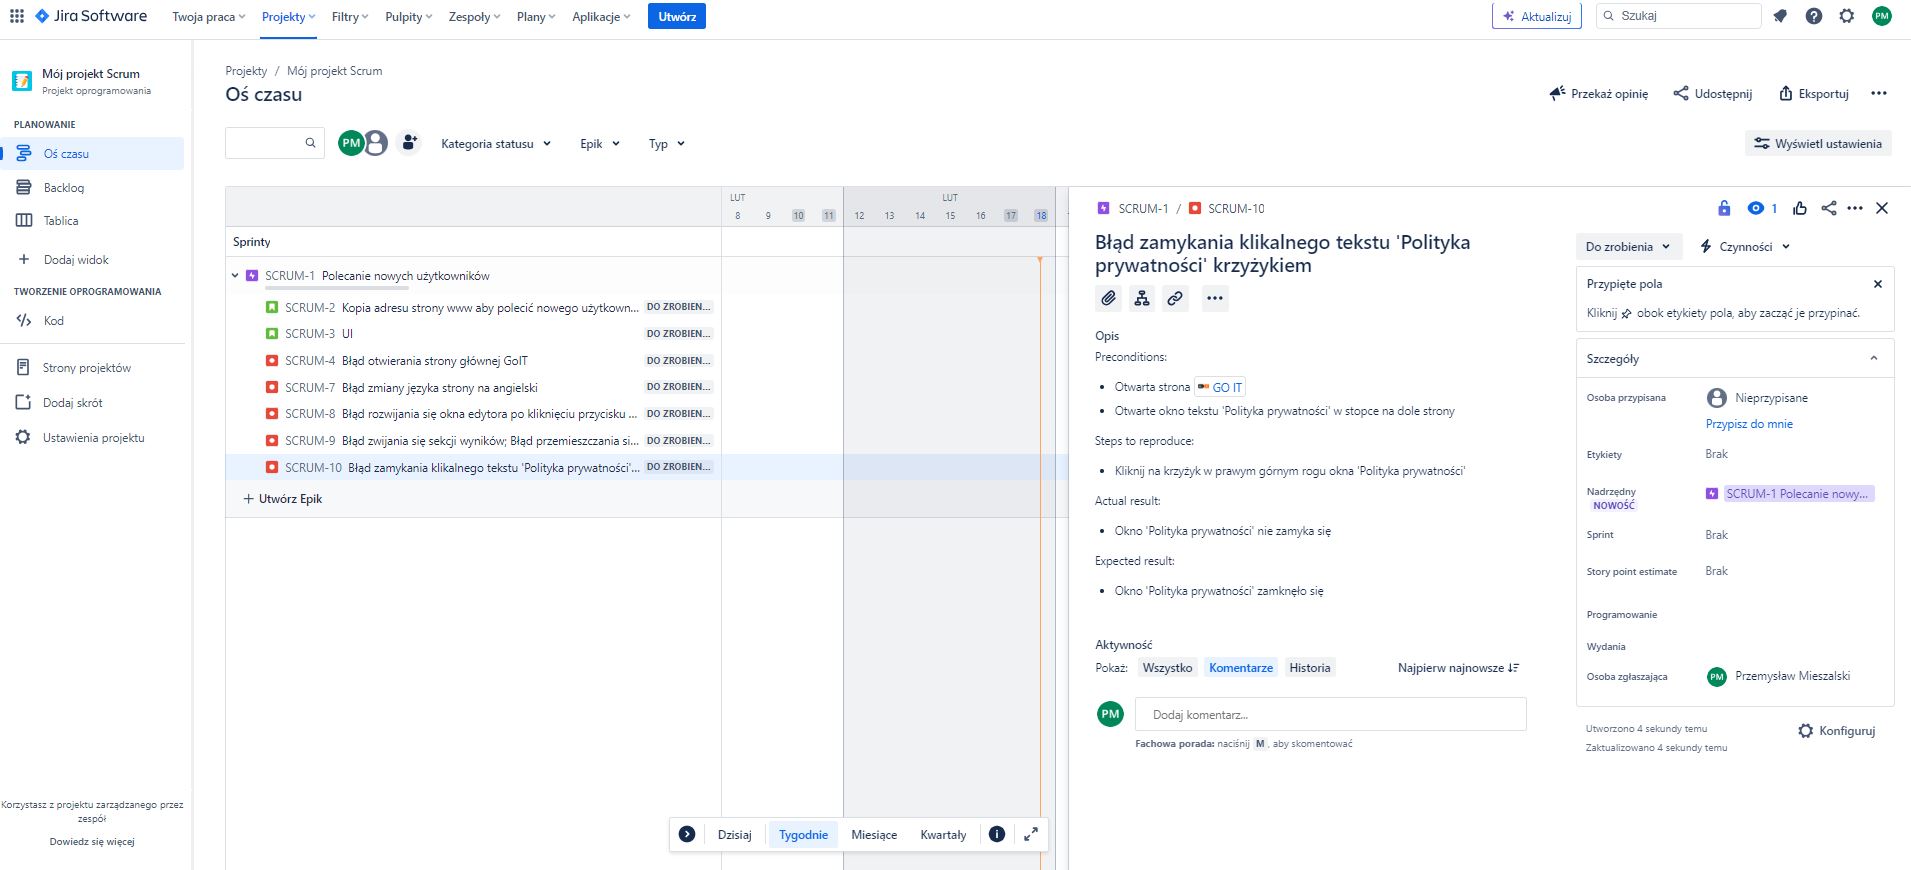 Jira Software
Twoja praca
Projekty
Filtry
Pulpity
Zespoły
Plany
Aplikacje
Utwórz
Aktualizuj
Szukaj
PM
Mój projekt Scrum
Projekt oprogramowania
PLANOWANIE
Oś czasu
Backlog
Tablica
Dodaj widok
TWORZENIE OPROGRAMOWANIA
Kod
Strony projektów
Dodaj skrót
Ustawienia projektu
Korzystasz z projektu zarządzanego przez
zespół
Dowiedz się więcej
Projekty / Mój projekt Scrum
Oś czasu
Przekaż opinię
Udostępnij
Eksportuj
PM
Kategoria statusu
Epik
Typ
Wyświetl ustawienia
LUT LUT
8 9 10 11 12 13 14 15 16 17 18
Sprinty
SCRUM-1 Polecanie nowych użytkowników
SCRUM-2 Kopia adresu strony www aby polecić nowego użytkown... DO ZROBIEN...
SCRUM-3 UI DO ZROBIEN...
SCRUM-4 Błąd otwierania strony głównej GoIT DO ZROBIEN...
SCRUM-7 Błąd zmiany języka strony na angielski DO ZROBIEN...
SCRUM-8 Błąd rozwijania się okna edytora po kliknięciu przycisku ... DO ZROBIEN...
SCRUM-9 Błąd zwijania się sekcji wyników; Błąd przemieszczania si... DO ZROBIEN...
SCRUM-10 Błąd zamykania klikalnego tekstu 'Polityka prywatności'... DO ZROBIEN...
+ Utwórz Epik
Dzisiaj
Tygodnie
Miesiące
Kwartały
SCRUM-1 / SCRUM-10
1
Błąd zamykania klikalnego tekstu 'Polityka
prywatności' krzyżykiem
Opis
Preconditions:
• Otwarta strona GO IT
• Otwarte okno tekstu 'Polityka prywatności' w stopce na dole strony
Steps to reproduce:
• Kliknij na krzyżyk w prawym górnym rogu okna 'Polityka prywatności'
Actual result:
• Okno 'Polityka prywatności' nie zamyka się
Expected result:
• Okno 'Polityka prywatności' zamknęło się
Aktywność
Pokaż: Wszystko Komentarze Historia
Najpierw najnowsze
PM
Dodaj komentarz...
Fachowa porada: naciśnij M , aby skomentować
Do zrobienia
Czynności
Przypięte pola
Kliknij obok etykiety pola, aby zacząć je przypinać.
Szczegóły
Osoba przypisana Nieprzypisane
Przypisz do mnie
Etykiety Brak
Nadrzędny SCRUM-1 Polecanie nowy...
NOWOŚĆ
Sprint Brak
Story point estimate Brak
Programowanie
Wydania
Osoba zgłaszająca PM Przemysław Mieszalski
Utworzono 4 sekundy temu
Zaktualizowano 4 sekundy temu
Konfiguruj